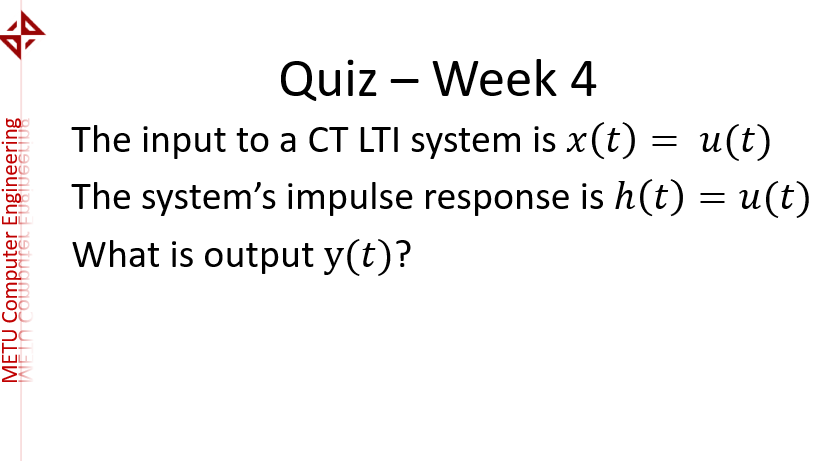 Quiz – Week 4
The input to a CT LTI system is x(t) = u(t)
The system’s impulse response is h(t) = u(t)
What is output y(t)?
METU Computer Engineering